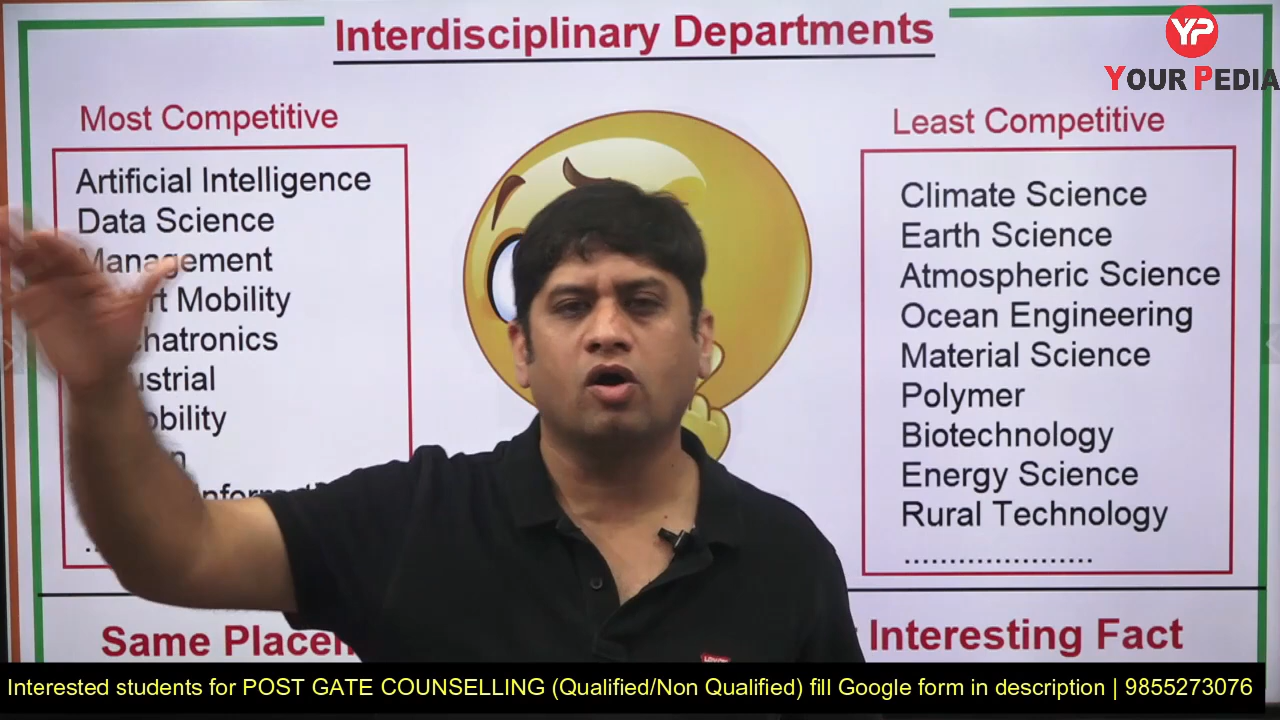 Interdisciplinary Departments
YP
YOUR PEDIA
Most Competitive
Artificial Intelligence
Data Science
Management
Mobility
Least Competitive
Climate Science
Earth Science
Atmospheric Science
Ocean Engineering
Material Science
Polymer
Biotechnology
Energy Science
Rural Technology
....................
Same
Interesting Fact
Interested students for POST GATE COUNSELLING (Qualified/Non Qualified) fill Google form in description | 9855273076